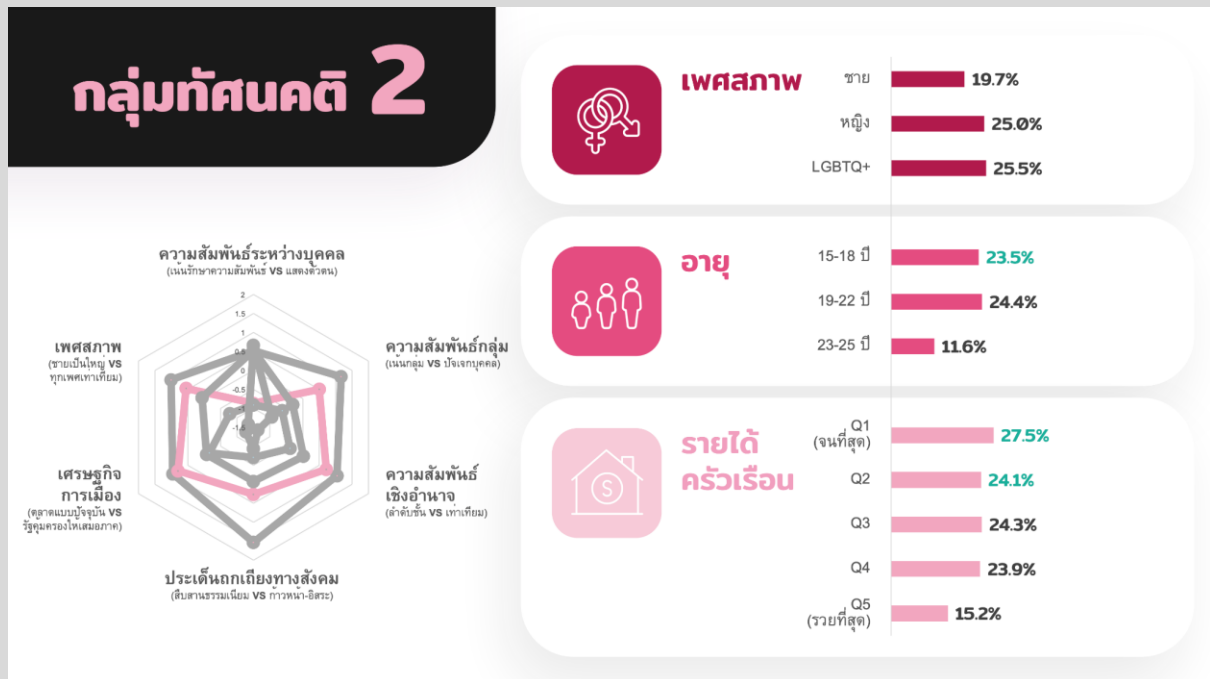 กลุ่มทัศนคติ 2
เพศสภาพ
ชาย
19.7%
หญิง
25.0%
LGBTQ+
25.5%
อายุ
15-18 ปี
23.5%
19-22 ปี
24.4%
23-25 ปี
11.6%
รายได้
ครัวเรือน
Q1
(จนที่สุด)
27.5%
Q2
24.1%
Q3
24.3%
Q4
23.9%
Q5
(รวยที่สุด)
15.2%
ความสัมพันธ์ระหว่างบุคคล
(เน้นรักษาความสัมพันธ์ VS แสดงตัวตน)
2
1.5
1
0.5
0
-0.5
-1
-1.5
ความสัมพันธ์กลุ่ม
(เน้นกลุ่ม VS ปัจเจกบุคคล)
ความสัมพันธ์
เชิงอำนาจ
(ลำดับชั้น VS เท่าเทียม)
ประเด็นถกเถียงทางสังคม
(สืบสานธรรมเนียม VS ก้าวหน้า-อิสระ)
เศรษฐกิจ
การเมือง
(ตลาดแบบปัจจุบัน VS
รัฐคุ้มครองให้เสมอภาค)
เพศสภาพ
(ชายเป็นใหญ่ VS
ทุกเพศเท่าเทียม)